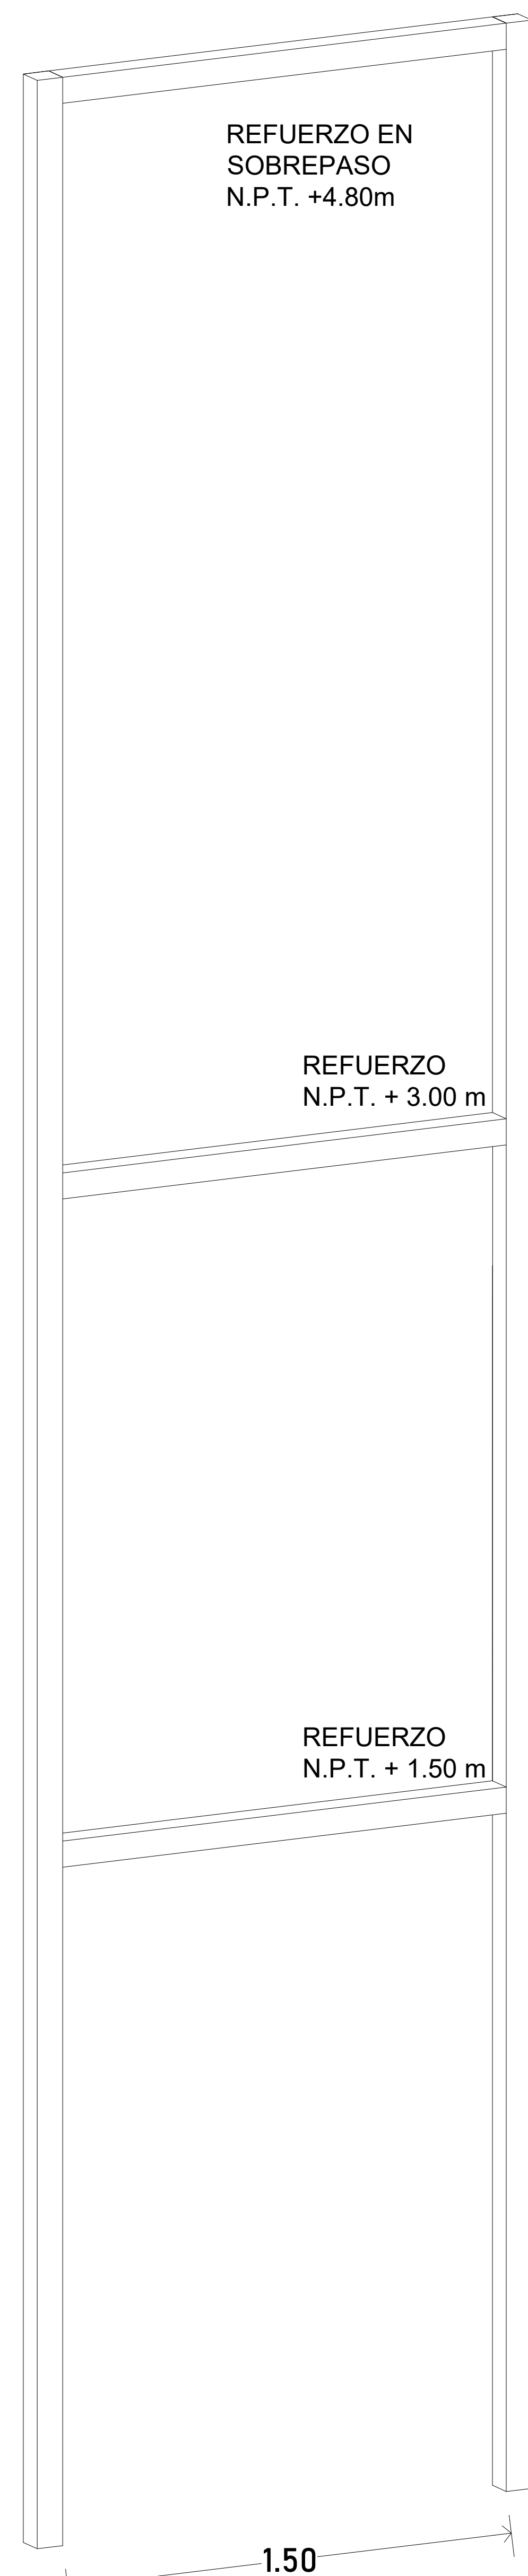 REFUERZO EN
SOBREPASO
N.P.T. +4.80m
REFUERZO
N.P.T. + 3.00 m
REFUERZO
N.P.T. + 1.50 m
1.50